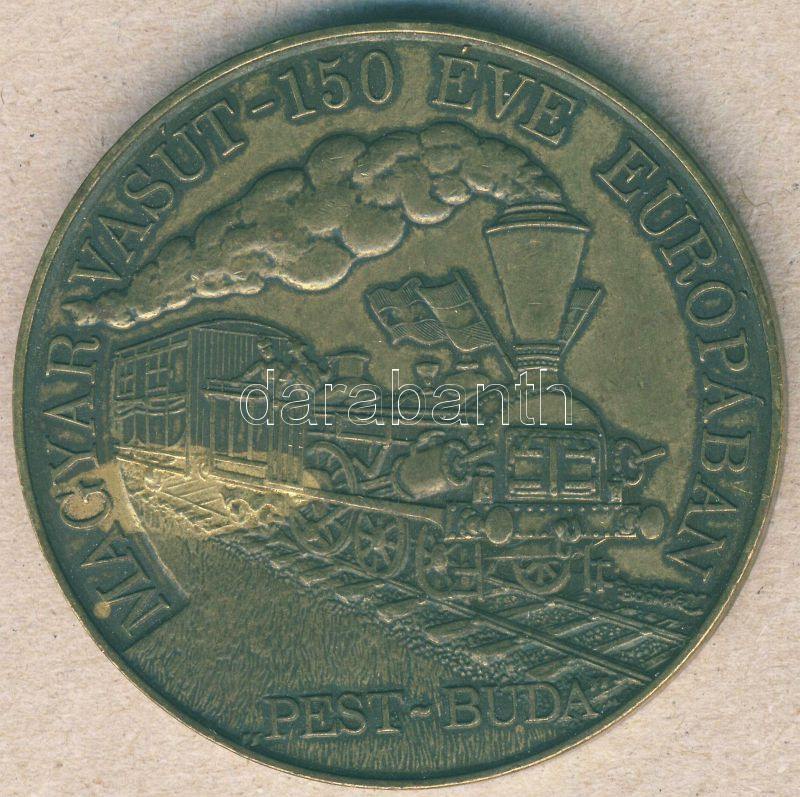 MAGYAR VASÚT-150 ÉVE EURÓPÁBAN
darabanth
„PEST-BUDA"